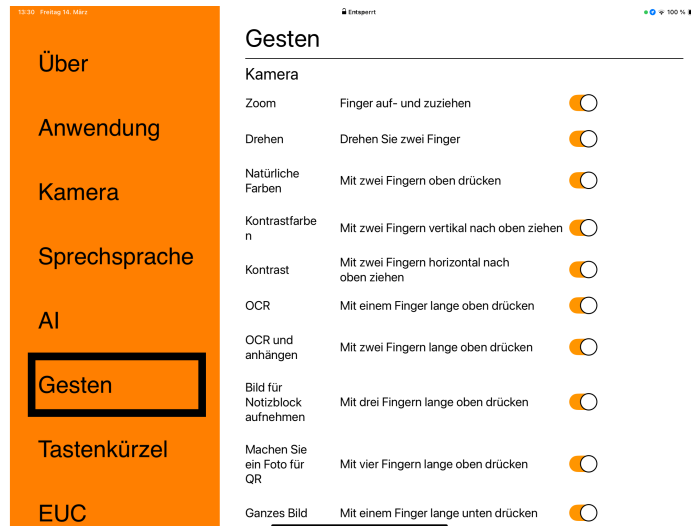 13:30 Freitag 14. März
Entsperrt
100 %
Über
Anwendung
Kamera
Sprechsprache
AI
Gesten
Tastenkürzel
EUC
Gesten
Kamera
Zoom Finger auf- und zuziehen
Drehen Drehen Sie zwei Finger
Natürliche
Farben
Mit zwei Fingern oben drücken
Kontrastfarbe
n
Mit zwei Fingern vertikal nach oben ziehen
Kontrast
Mit zwei Fingern horizontal nach
oben ziehen
OCR Mit einem Finger lange oben drücken
OCR und
anhängen
Mit zwei Fingern lange oben drücken
Bild für
Notizblock
aufnehmen
Mit drei Fingern lange oben drücken
Machen Sie
ein Foto für
QR
Mit vier Fingern lange oben drücken
Ganzes Bild Mit einem Finger lange unten drücken